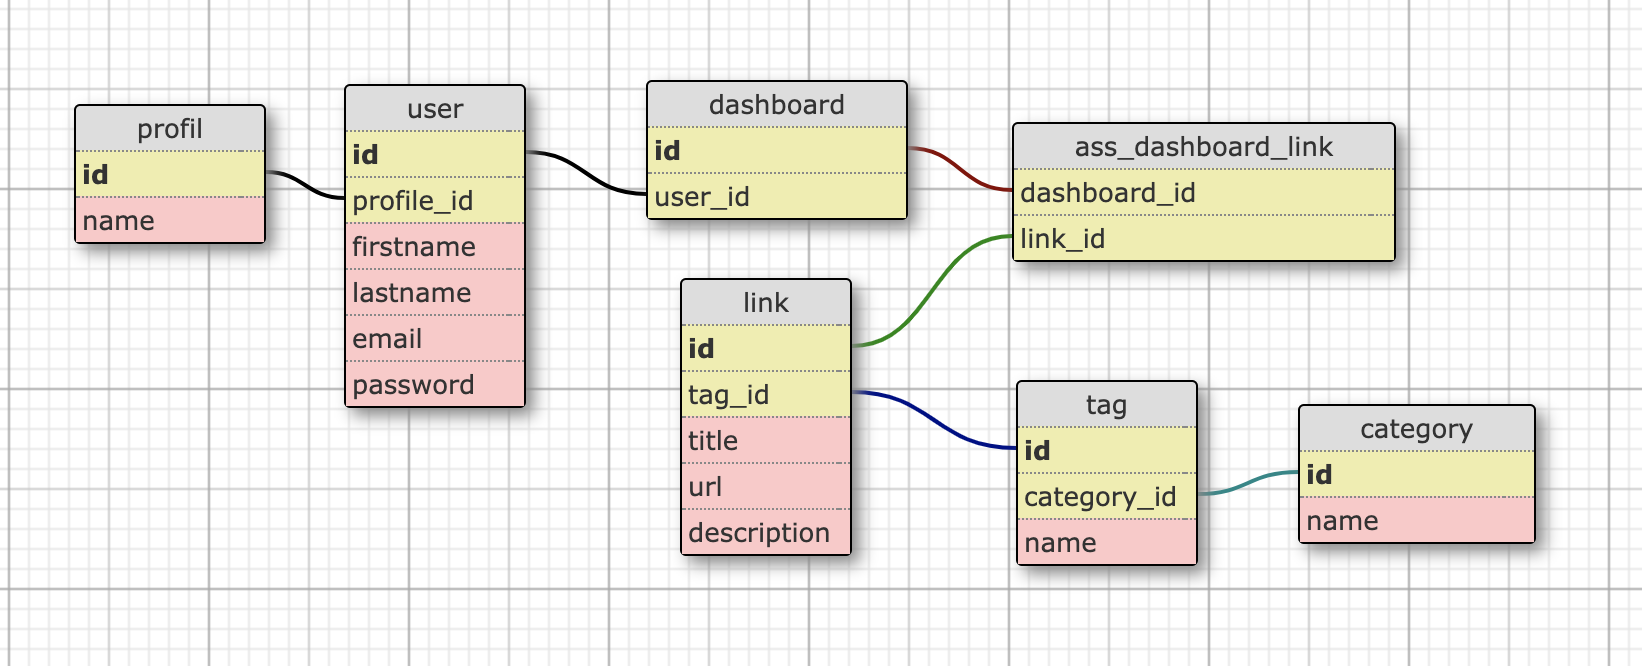 profil
id
name
user
id
profile_id
firstname
lastname
email
password
dashboard
id
user_id
ass_dashboard_link
dashboard_id
link_id
link
id
tag_id
title
url
description
tag
id
category_id
name
category
id
name